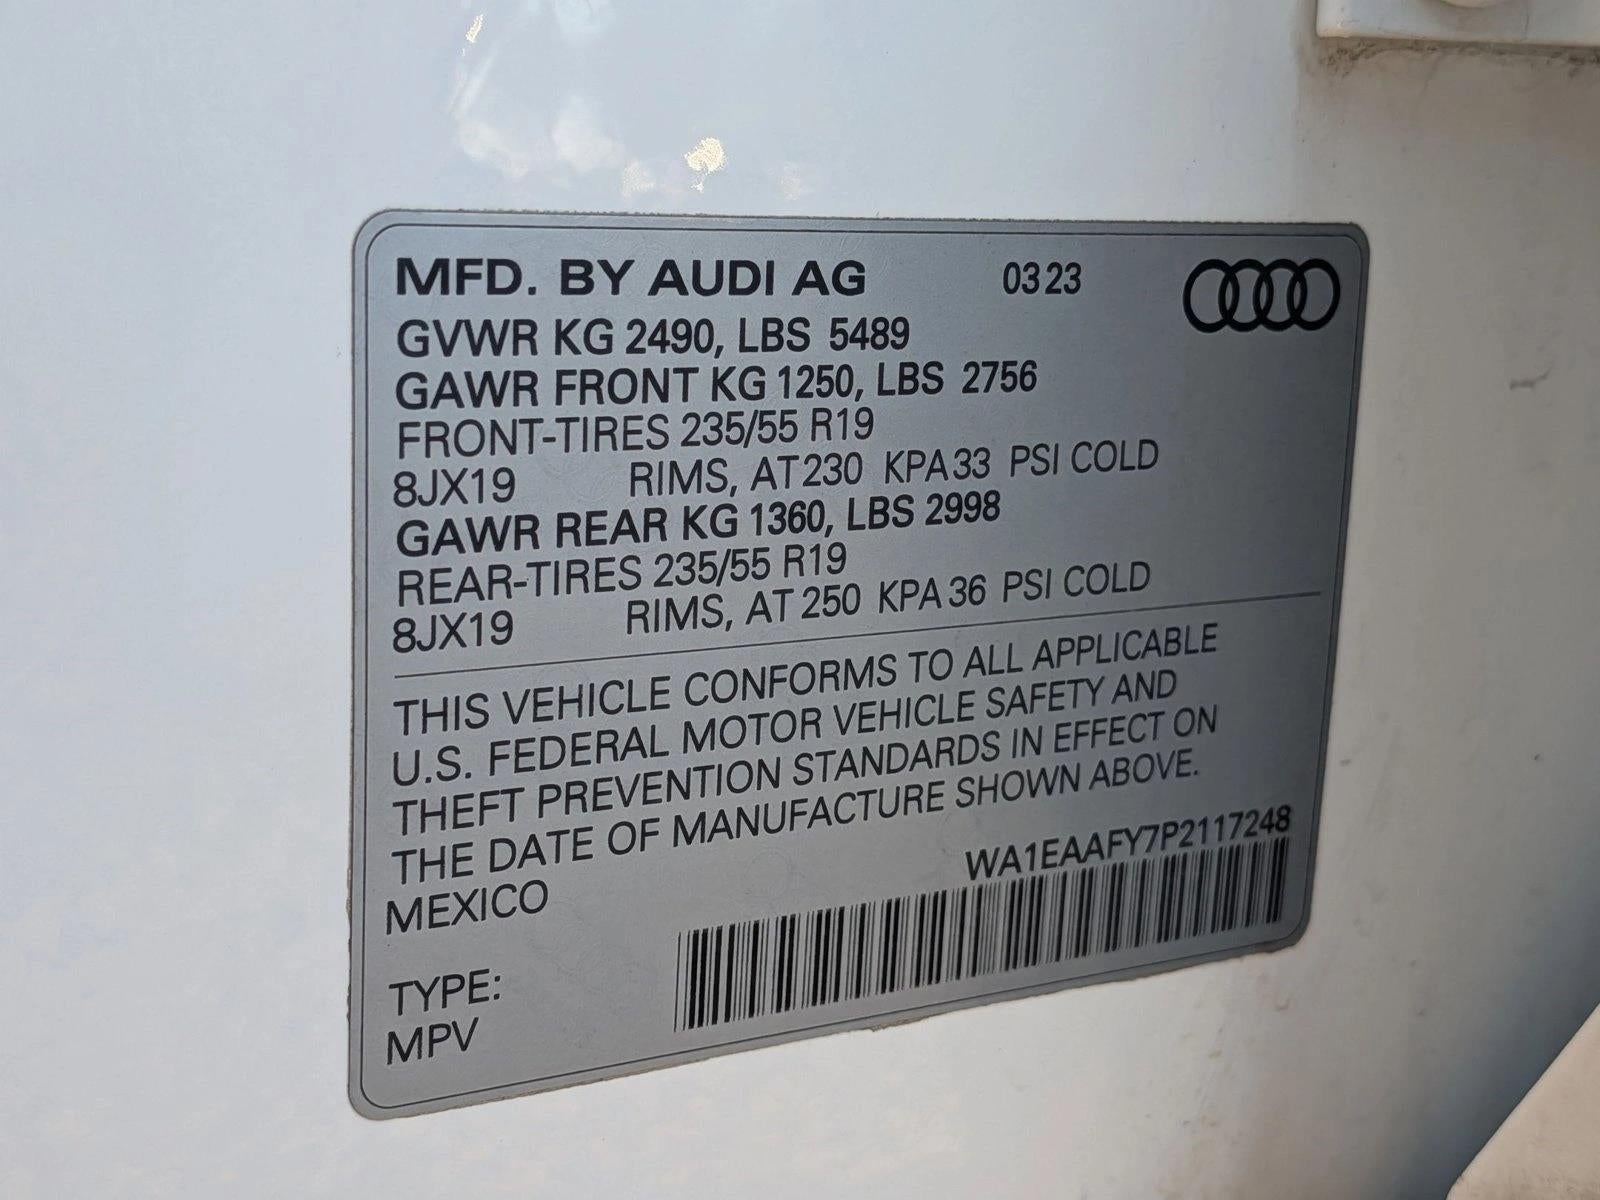 MFD. BY AUDI AG 03 23
GVWR KG 2490, LBS 5489
GAWR FRONT KG 1250, LBS 2756
FRONT-TIRES 235/55 R19
8JX19 RIMS, AT 230 KPA 33 PSI COLD
GAWR REAR KG 1360, LBS 2998
REAR-TIRES 235/55 R19
8JX19 RIMS, AT 250 KPA 36 PSI COLD
THIS VEHICLE CONFORMS TO ALL APPLICABLE
U.S. FEDERAL MOTOR VEHICLE SAFETY AND
THEFT PREVENTION STANDARDS IN EFFECT ON
THE DATE OF MANUFACTURE SHOWN ABOVE.
MEXICO WA1EAAFY7P2117248
TYPE:
MPV